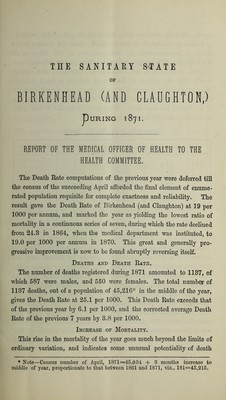 THE SANITARY STATE
OF
BIRKENHEAD (AND CLAUGHTON,)
DURING 1871.
REPORT OF THE MEDICAL OFFICER OF HEALTH TO THE
HEALTH COMMITTEE.
The Death Rate computations of the previous year were deferred till
the census of the succeeding April afforded the final element of enume-
rated population requisite for complete exactness and reliability. The
result gave the Death Rate of Birkenhead (and Claughton) at 19 per
1000 per annum, and marked the year as yielding the lowest ratio of
mortality in a continuous series of seven, during which the rate declined
from 24.3 in 1864, when the medical department was instituted, to
19.0 per 1000 per annum in 1870. This great and generally pro-
gressive improvement is now to be found abruptly reversing itself.
DEATHS AND DEATH RATE.
The number of deaths registered during 1871 amounted to 1137, of
which 587 were males, and 550 were females. The total number of
1137 deaths, out of a population of 45,216* in the middle of the year,
gives the Death Rate at 25.1 per 1000. This Death Rate exceeds that
of the previous year by 6.1 per 1000, and the corrected average Death
Rate of the previous 7 years by 3.8 per 1000.
INCREASE OF MORTALITY.
This rise in the mortality of the year goes much beyond the limits of
ordinary variation, and indicates some unusual potentiality of death
* Note—Census number of April, 1871=45,034 + 3 months increase to
middle of year, proportionate to that between 1861 and 1871, viz., 181=45,215.